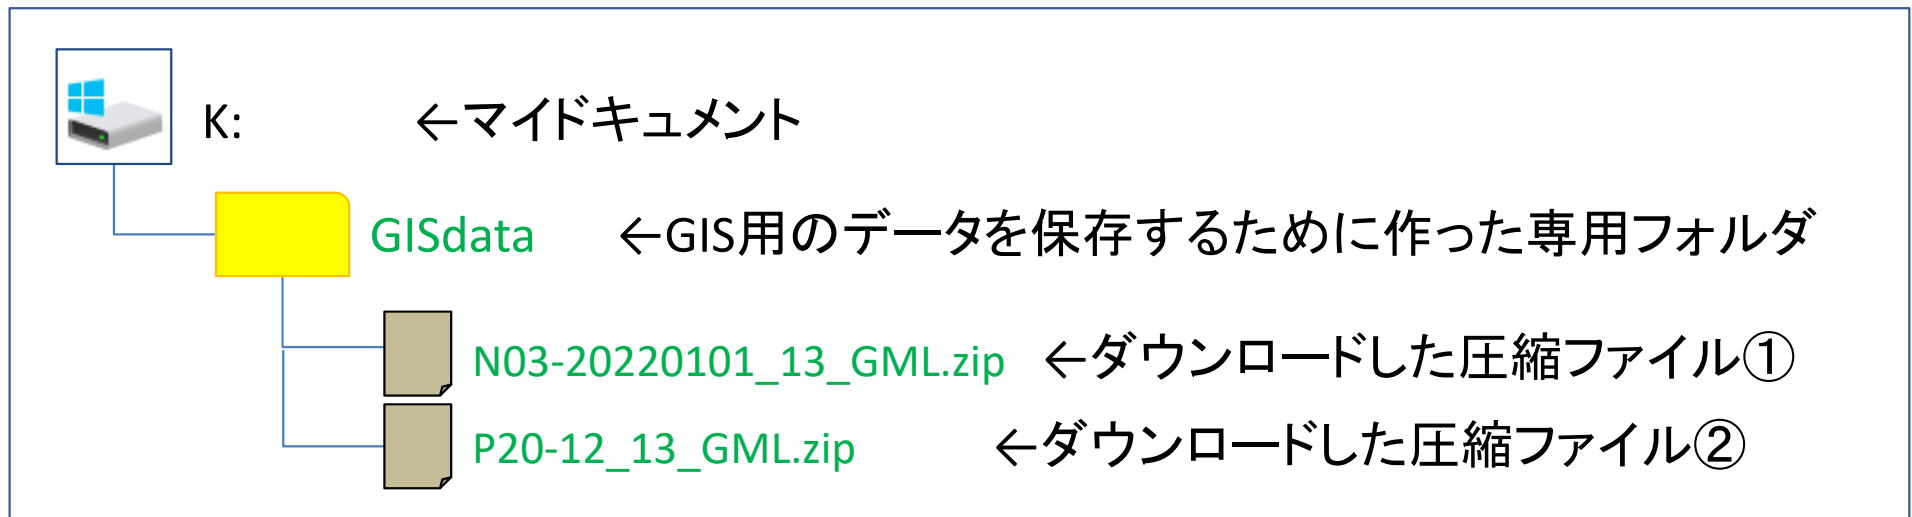 K: ←マイドキュメント
GISdata ←GIS用のデータを保存するために作った専用フォルダ
N03-20220101_13_GML.zip ←ダウンロードした圧縮ファイル①
P20-12_13_GML.zip ←ダウンロードした圧縮ファイル②